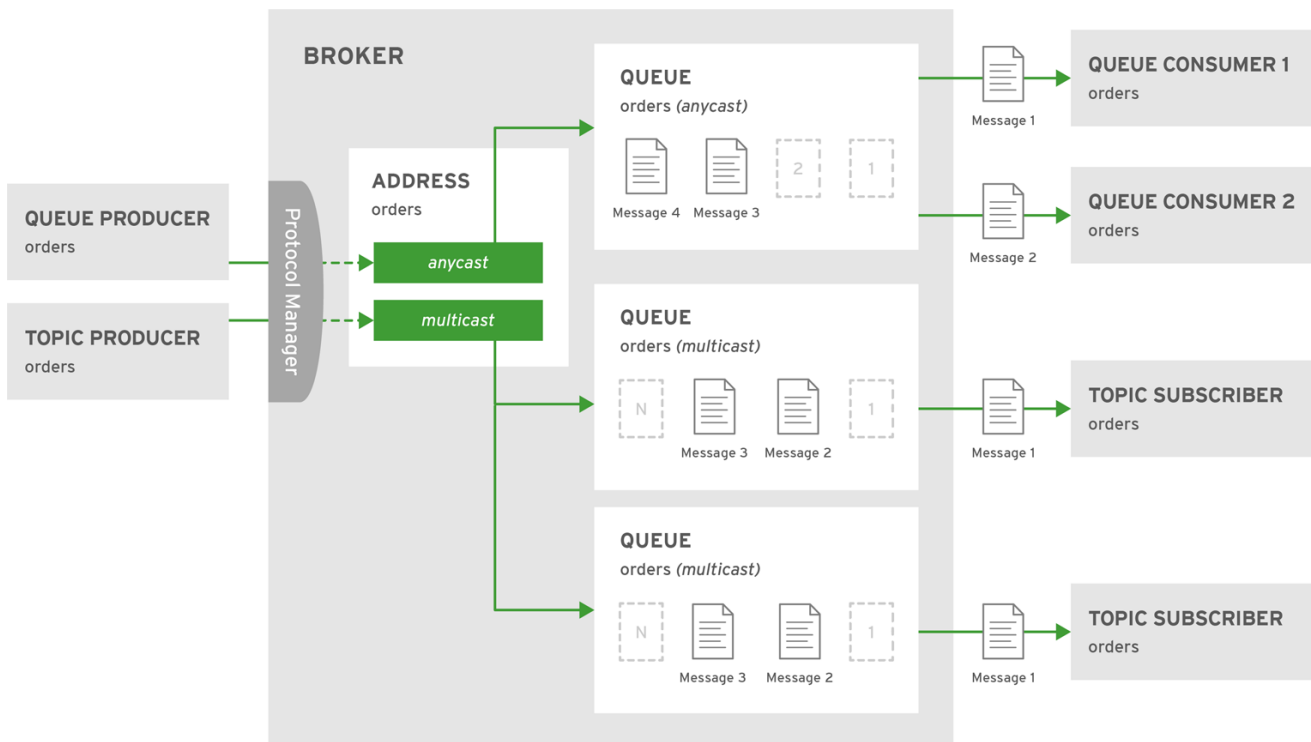 BROKER
QUEUE PRODUCER
orders
TOPIC PRODUCER
orders
Protocol Manager
ADDRESS
orders
anycast
multicast
QUEUE
orders (anycast)
2
1
Message 4
Message 3
QUEUE
orders (multicast)
N
1
Message 3
Message 2
QUEUE
orders (multicast)
N
1
Message 3
Message 2
Message 1
QUEUE CONSUMER 1
orders
Message 2
QUEUE CONSUMER 2
orders
Message 1
TOPIC SUBSCRIBER
orders
Message 1
TOPIC SUBSCRIBER
orders